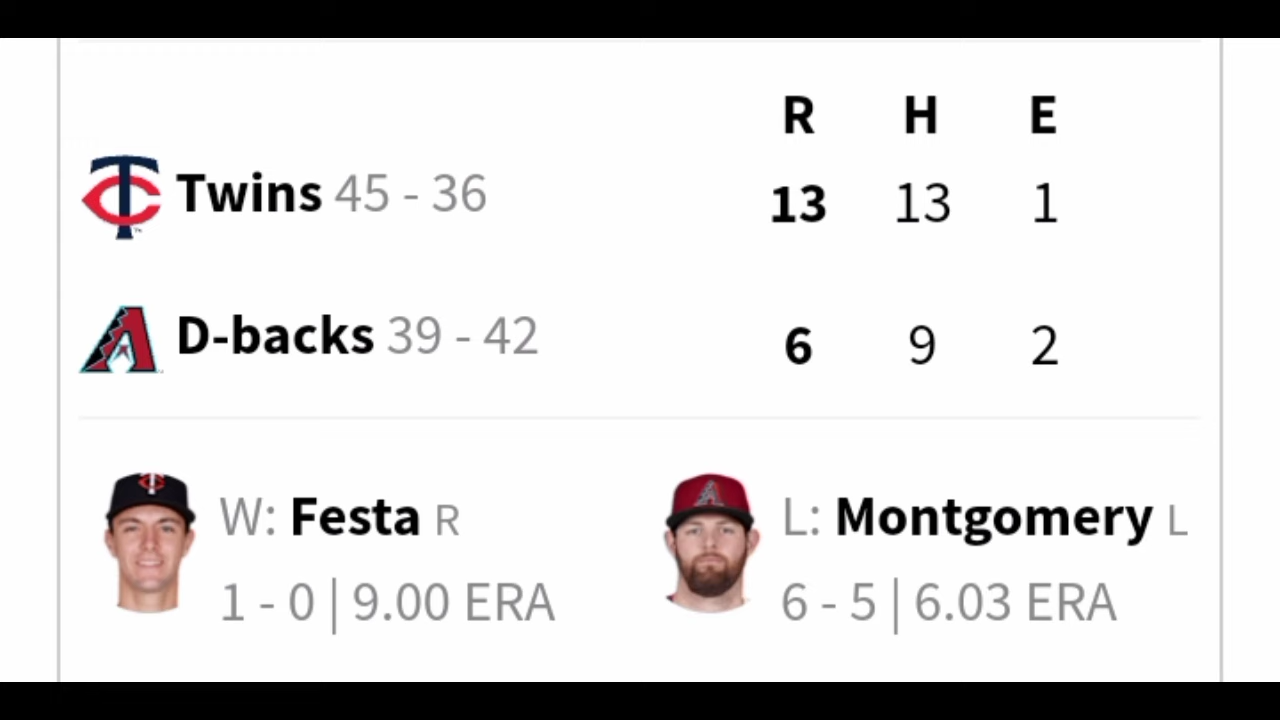 R H E
Twins 45 - 36 13 13 1
D-backs 39 - 42 6 9 2
W: Festa R L: Montgomery L
1 - 0 | 9.00 ERA 6 - 5 | 6.03 ERA